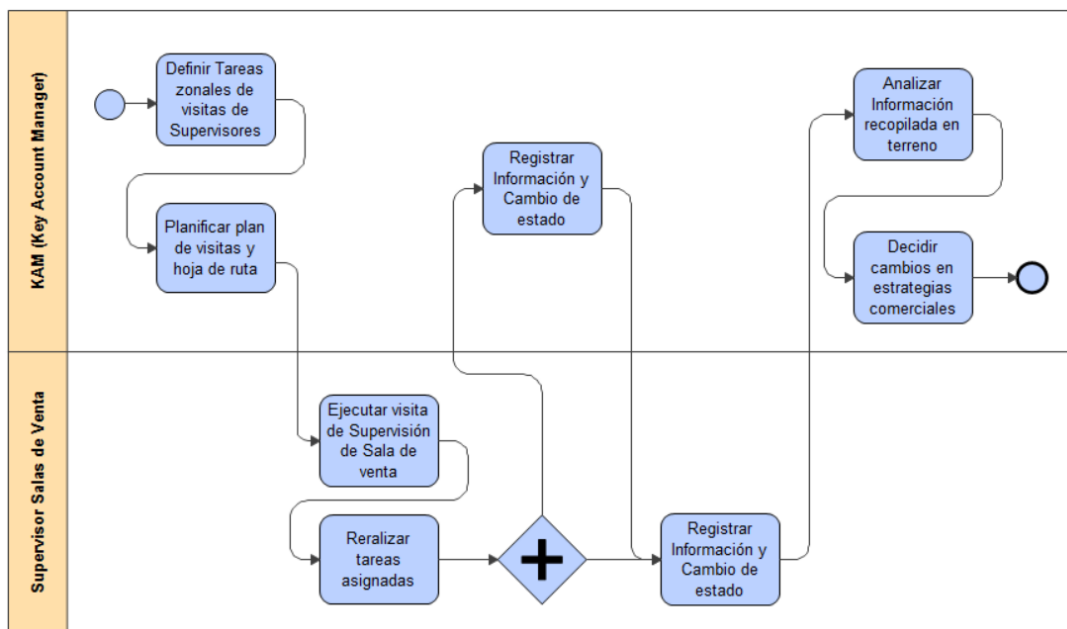 KAM (Key Account Manager)
Definir Tareas
zonales de
visitas de
Supervisores
Planificar plan
de visitas y
hoja de ruta
Registrar
Información y
Cambio de
estado
Analizar
Información
recopilada en
terreno
Decidir
cambios en
estrategias
comerciales
Supervisor Salas de Venta
Ejecutar visita
de Supervisión
de Sala de
venta
Reralizar
tareas
asignadas
Registrar
Información y
Cambio de
estado